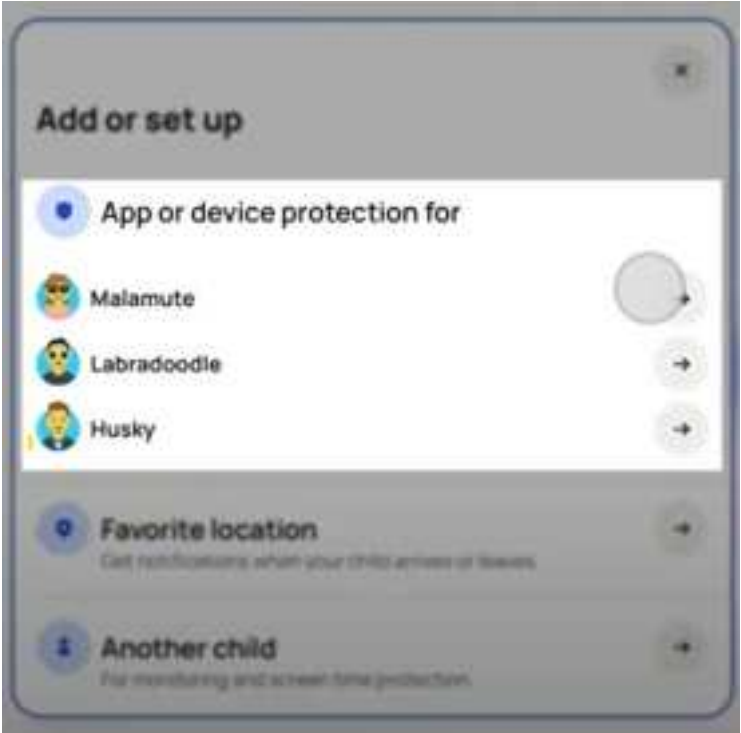 Add or set up
App or device protection for
Malamute
Labradoodle
Husky
Favorite location
Get notifications when your child arrives or leaves
Another child
For monitoring and screen time protection